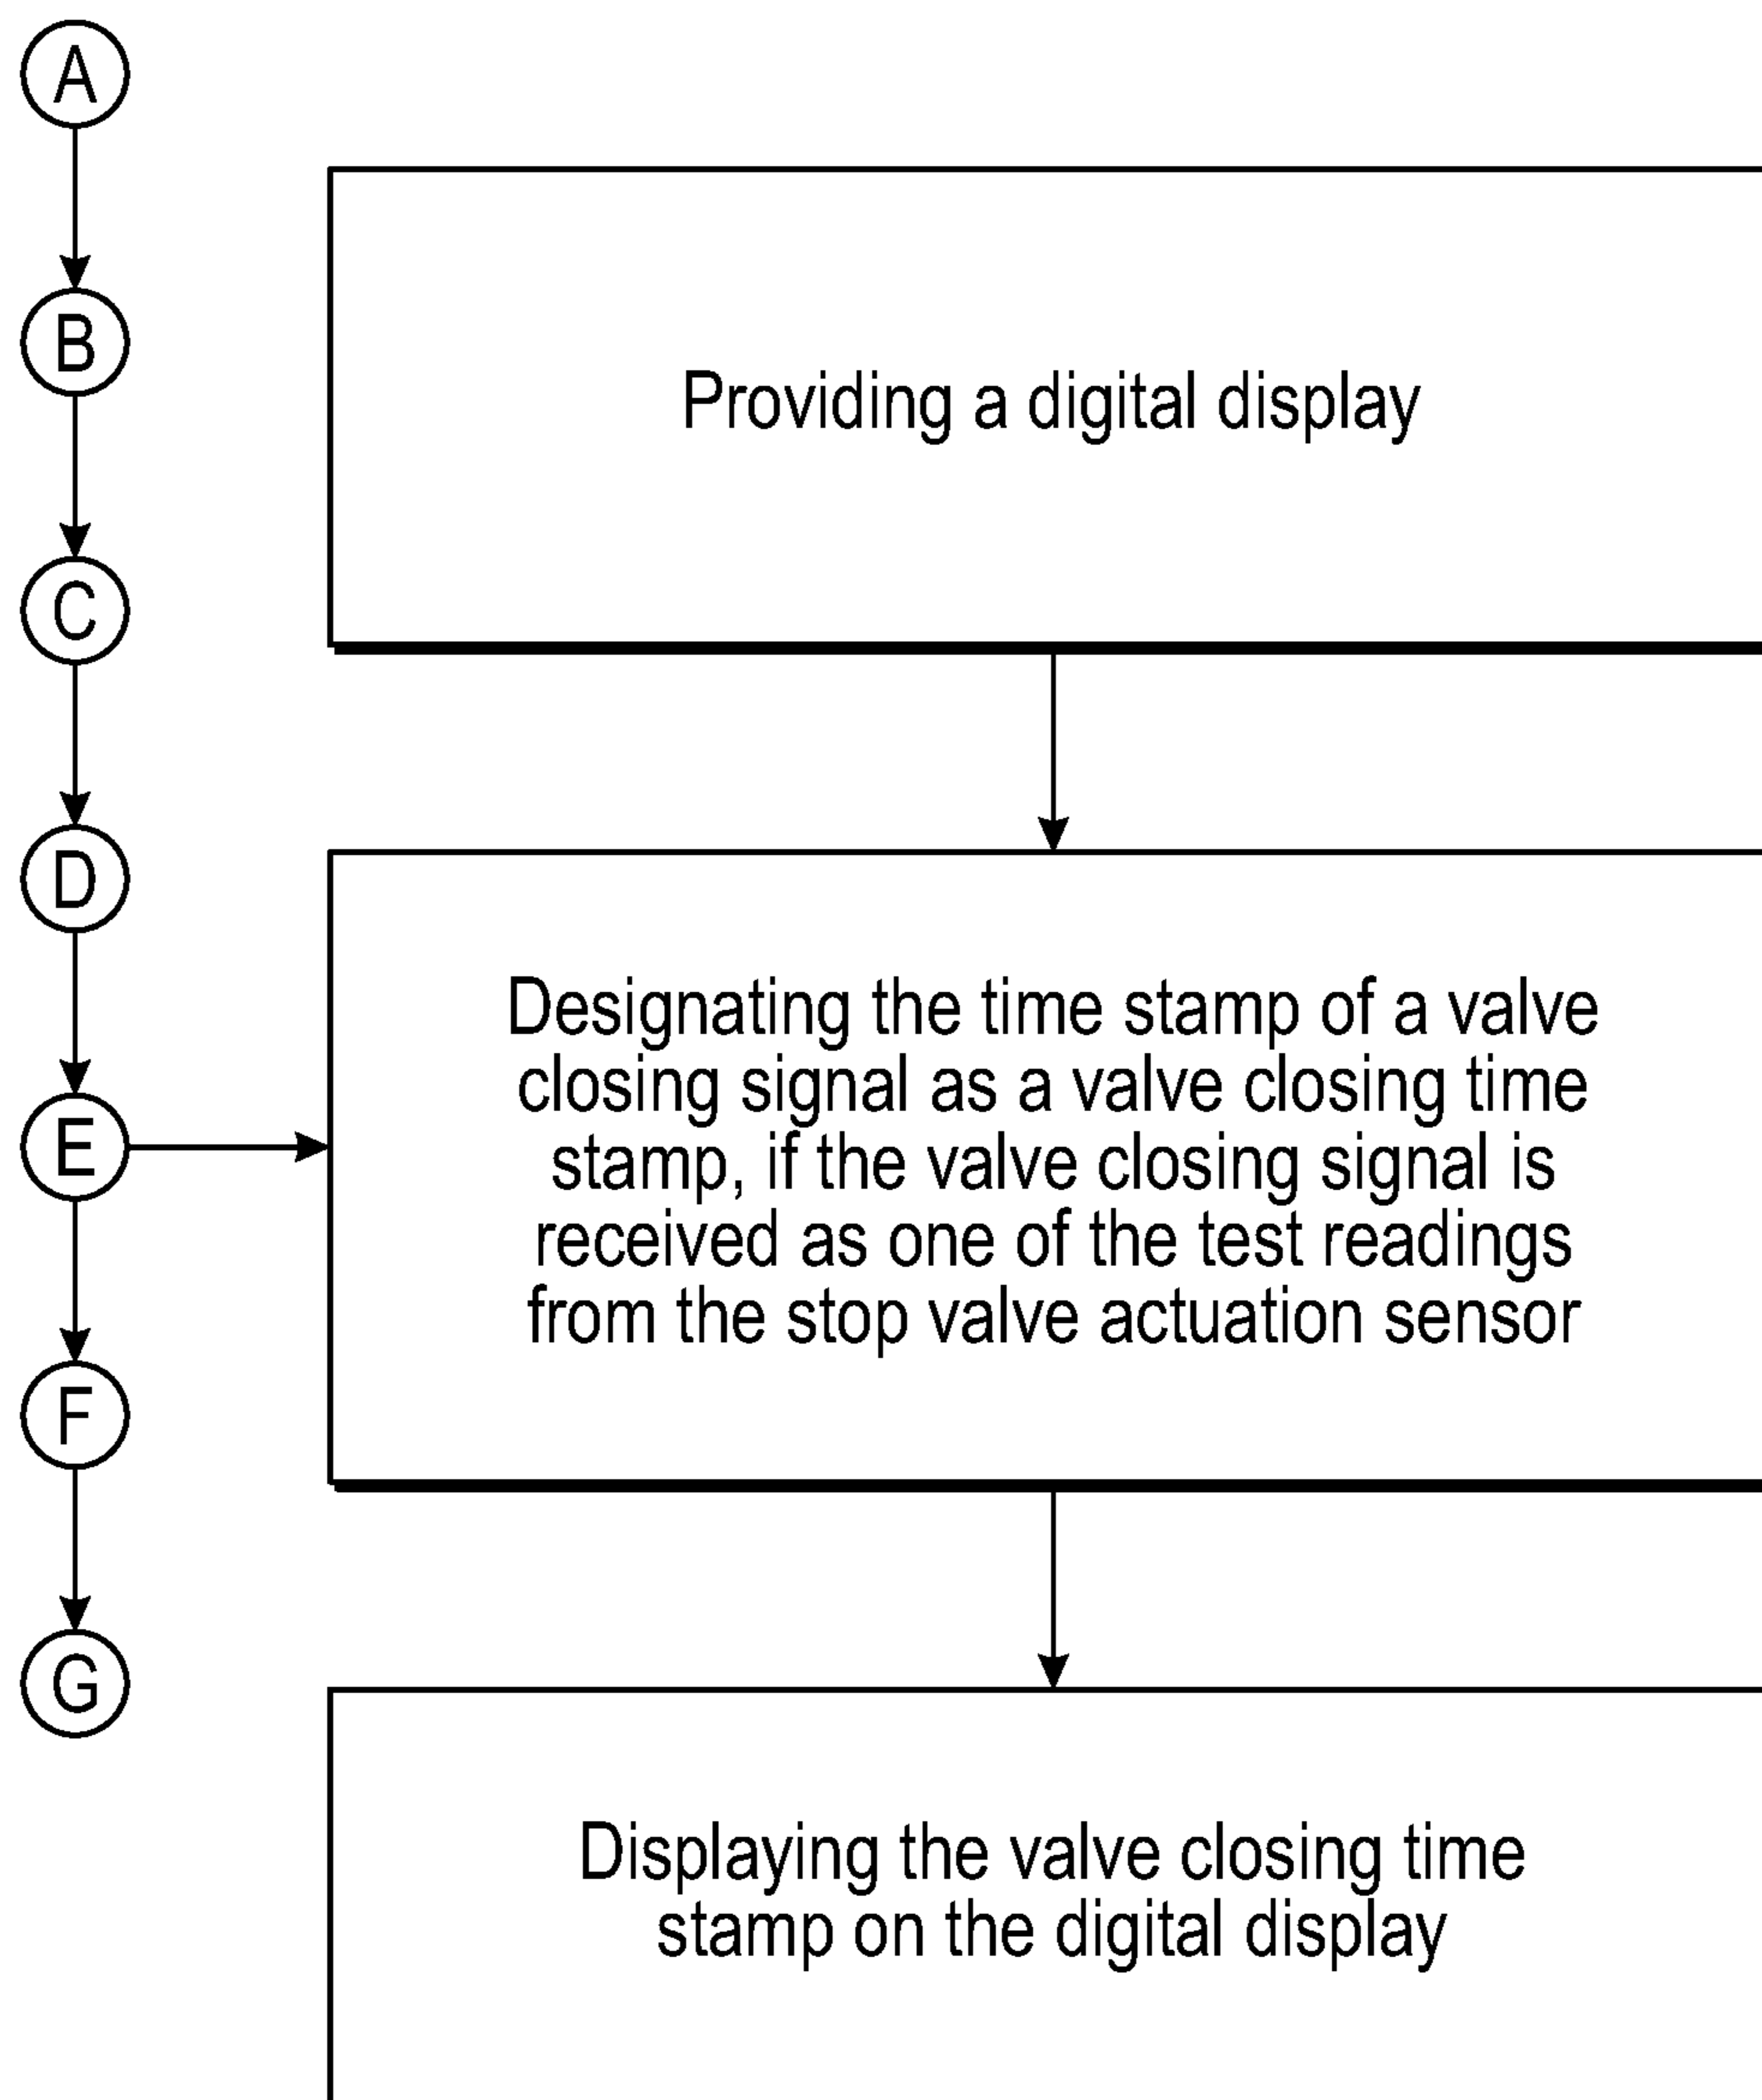 A
B
C
D
E
F
G
Providing a digital display
Designating the time stamp of a valve
closing signal as a valve closing time
stamp, if the valve closing signal is
received as one of the test readings
from the stop valve actuation sensor
Displaying the valve closing time
stamp on the digital display